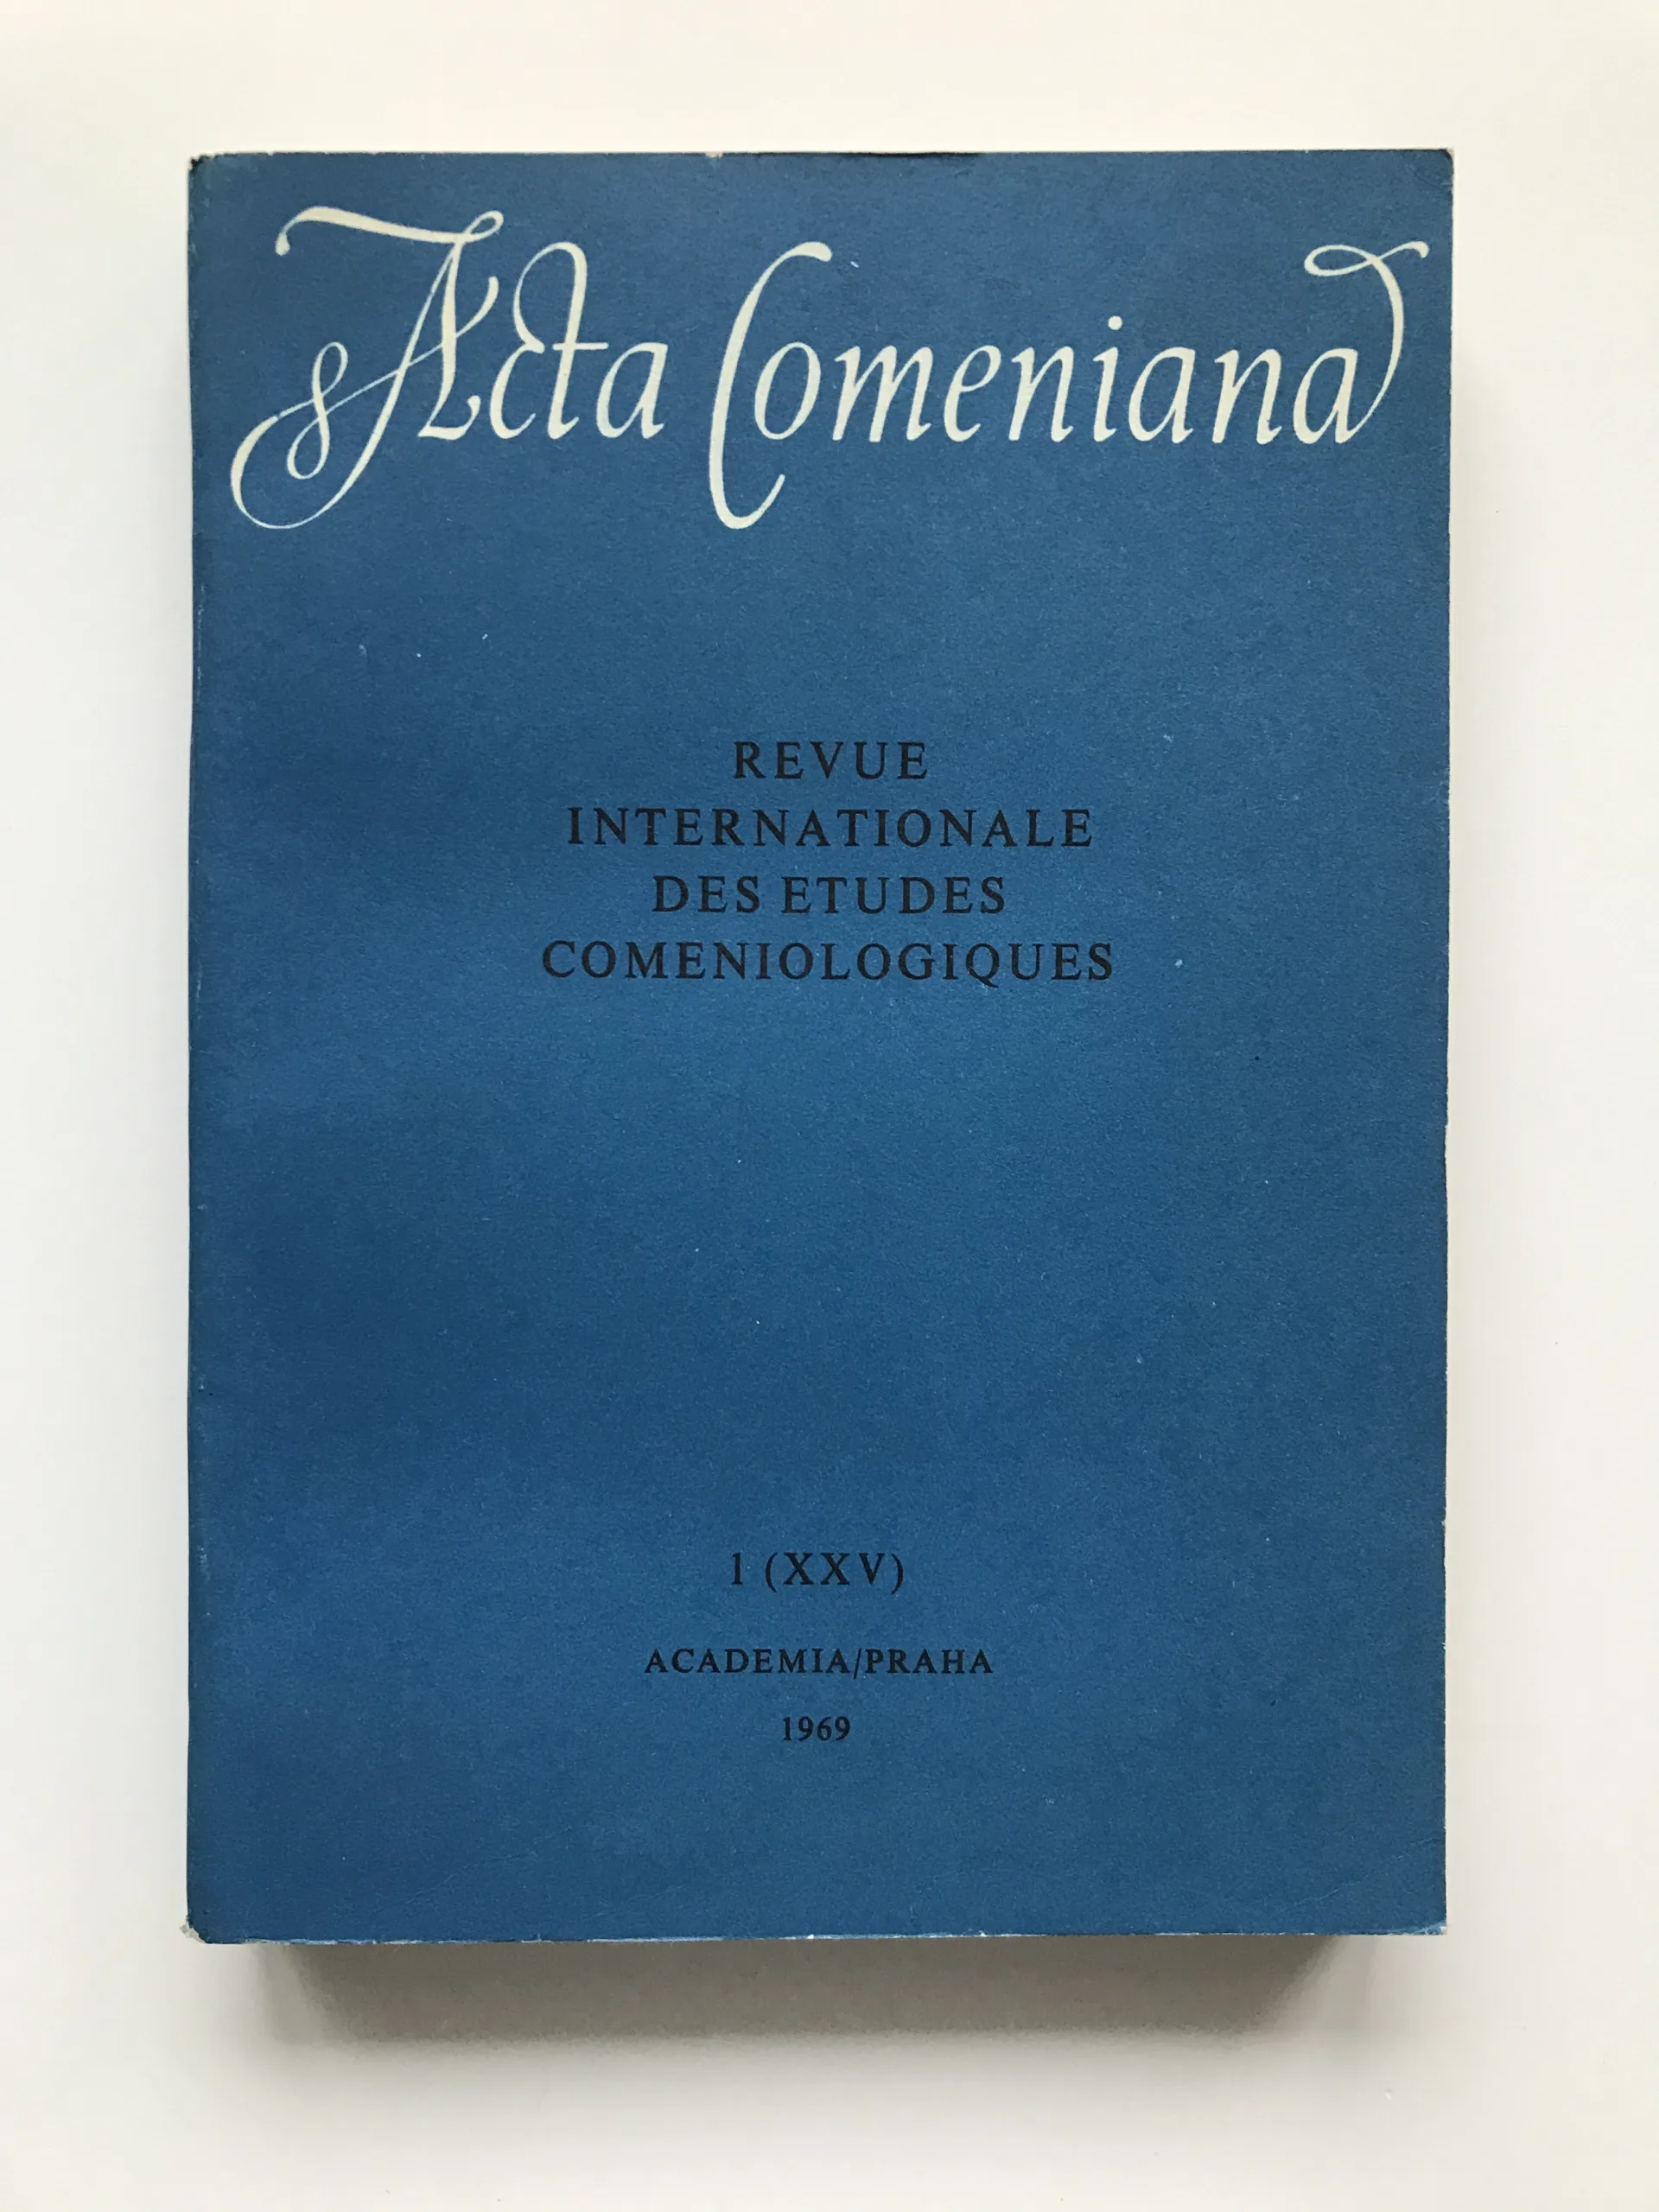 Acta Comeniana
REVUE
INTERNATIONALE
DES ETUDES
COMENIOLOGIQUES
1 (XXV)
ACADEMIA/PRAHA
1969